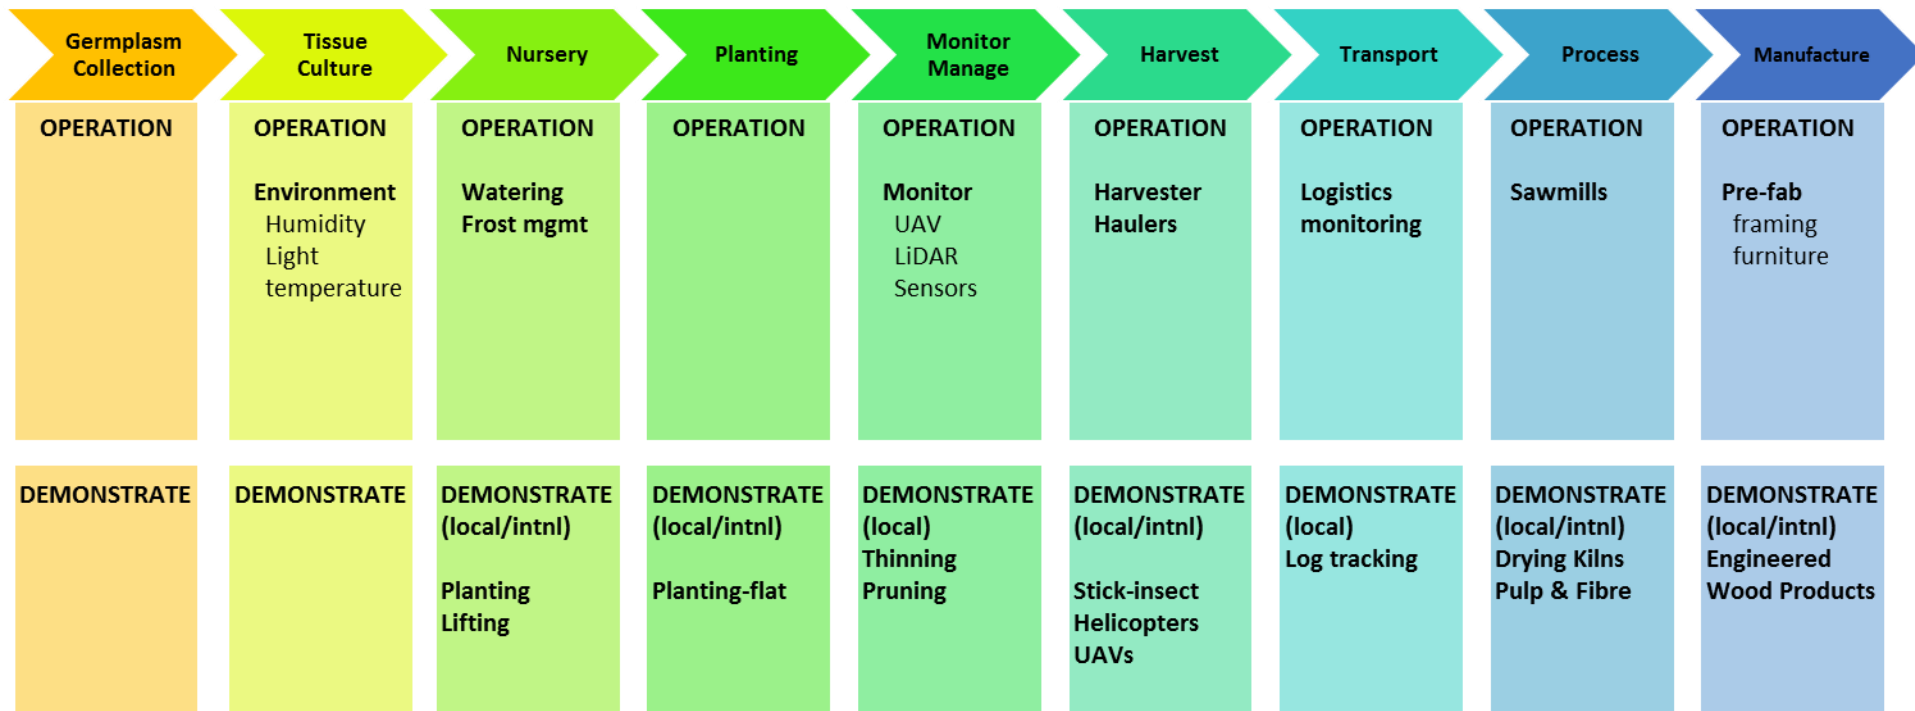 Germplasm
Collection
Tissue
Culture
Nursery
Planting
Monitor
Manage
Harvest
Transport
Process
Manufacture
OPERATION
OPERATION
Environment
Humidity
Light
temperature
OPERATION
Watering
Frost mgmt
OPERATION
OPERATION
Monitor
UAV
LiDAR
Sensors
OPERATION
Harvester
Haulers
OPERATION
Logistics
monitoring
OPERATION
Sawmills
OPERATION
Pre-fab
framing
furniture
DEMONSTRATE
DEMONSTRATE
DEMONSTRATE
(local/intnl)
Planting
Lifting
DEMONSTRATE
(local/intnl)
Planting-flat
DEMONSTRATE
(local)
Thinning
Pruning
DEMONSTRATE
(local/intnl)
Stick-insect
Helicopters
UAVs
DEMONSTRATE
(local)
Log tracking
DEMONSTRATE
(local/intnl)
Drying Kilns
Pulp & Fibre
DEMONSTRATE
(local/intnl)
Engineered
Wood Products